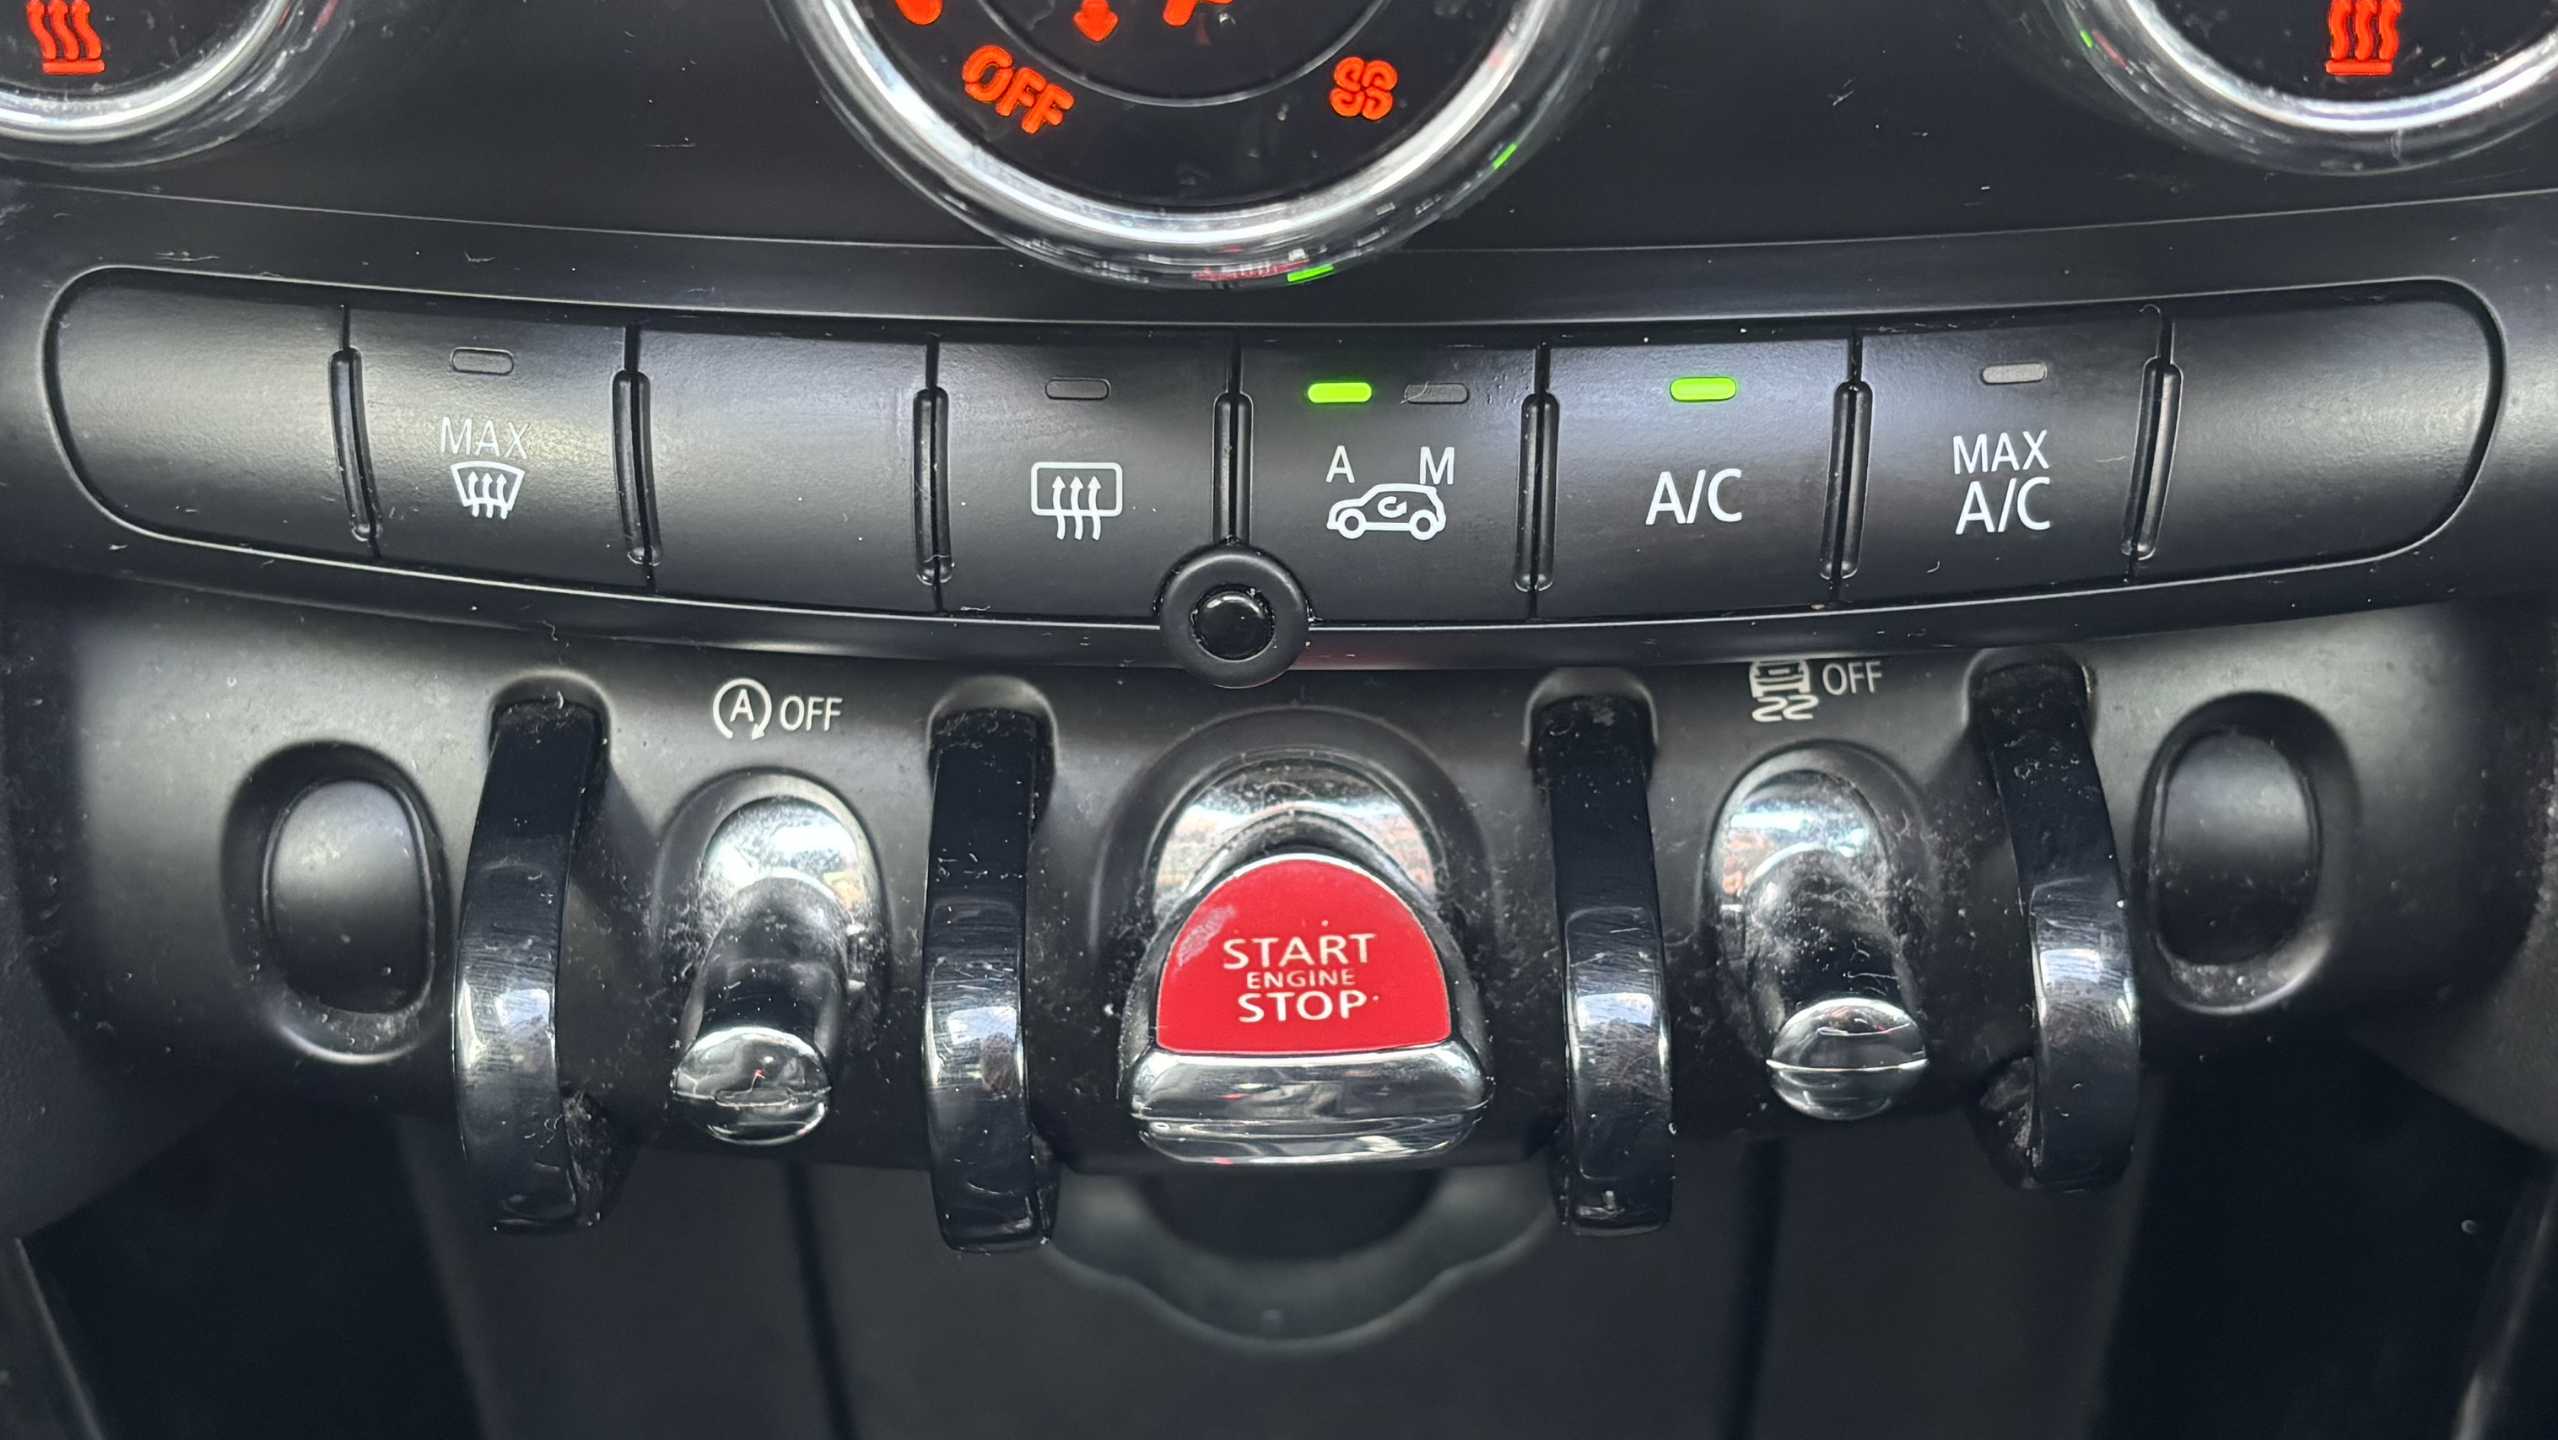 OFF
MAX
A M
A/C
MAX
A/C
A OFF
OFF
START
ENGINE
STOP